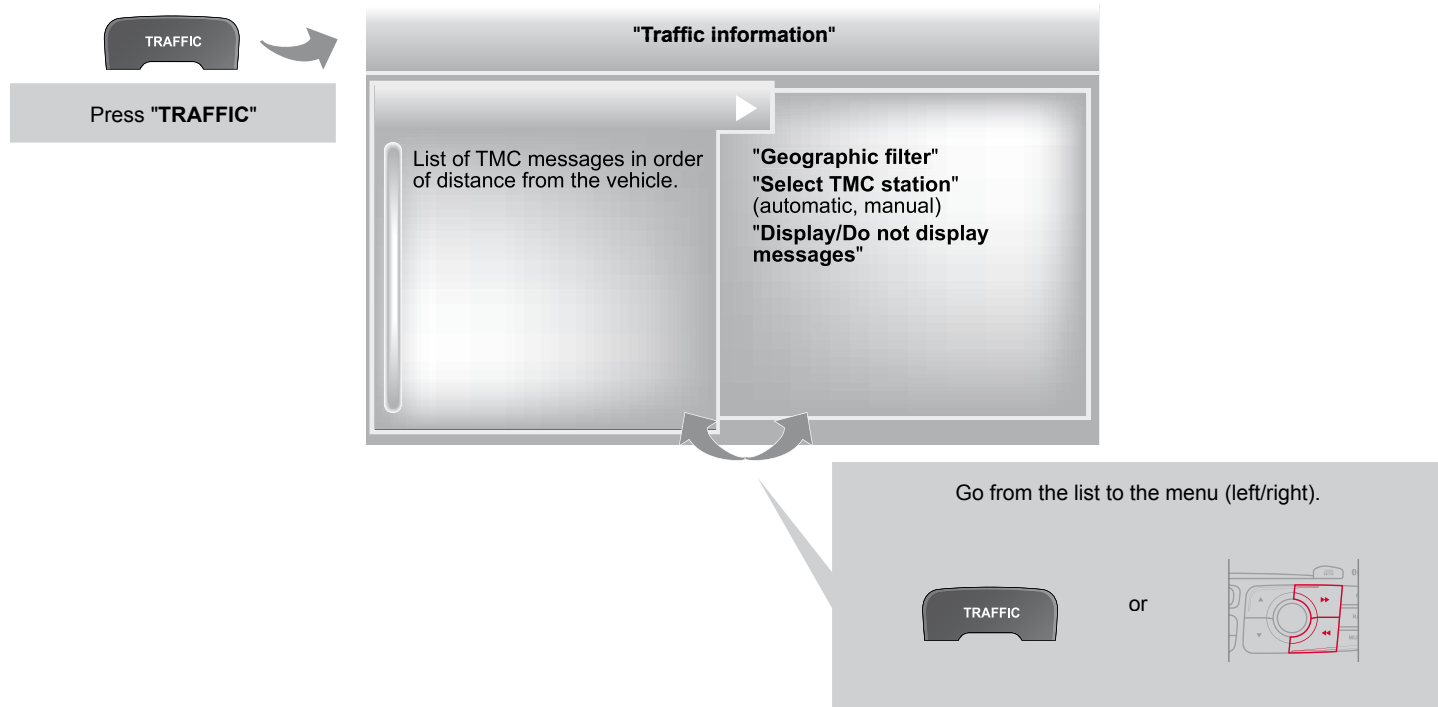 TRAFFIC
Press "TRAFFIC"
"Traffic information"
List of TMC messages in order
of distance from the vehicle.
"Geographic filter"
"Select TMC station"
(automatic, manual)
"Display/Do not display
messages"
Go from the list to the menu (left/right).
TRAFFIC
or